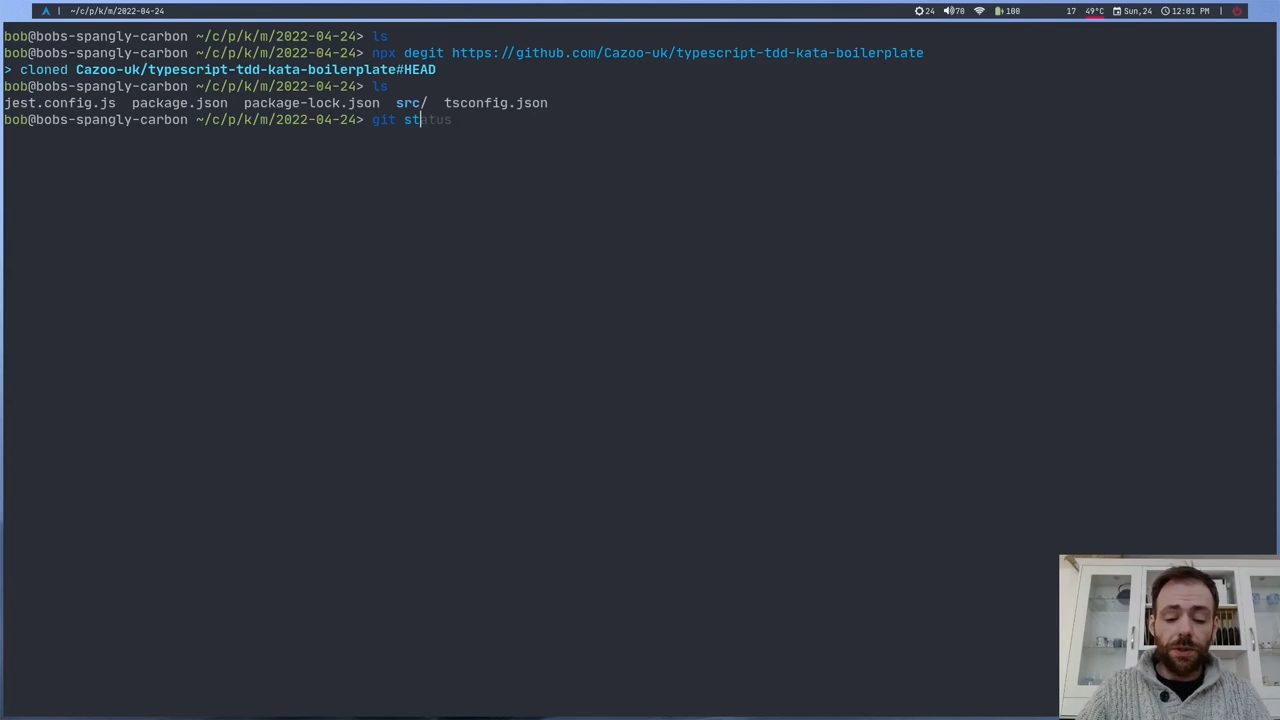 ~/c/p/k/m/2022-04-24 24 70 100 17 49°C Sun,24 12:01 PM
bob@bobs-spangly-carbon ~/c/p/k/m/2022-04-24> ls
bob@bobs-spangly-carbon ~/c/p/k/m/2022-04-24> npx degit https://github.com/Cazoo-uk/typescript-tdd-kata-boilerplate
> cloned Cazoo-uk/typescript-tdd-kata-boilerplate#HEAD
bob@bobs-spangly-carbon ~/c/p/k/m/2022-04-24> ls
jest.config.js package.json package-lock.json src/ tsconfig.json
bob@bobs-spangly-carbon ~/c/p/k/m/2022-04-24> git status